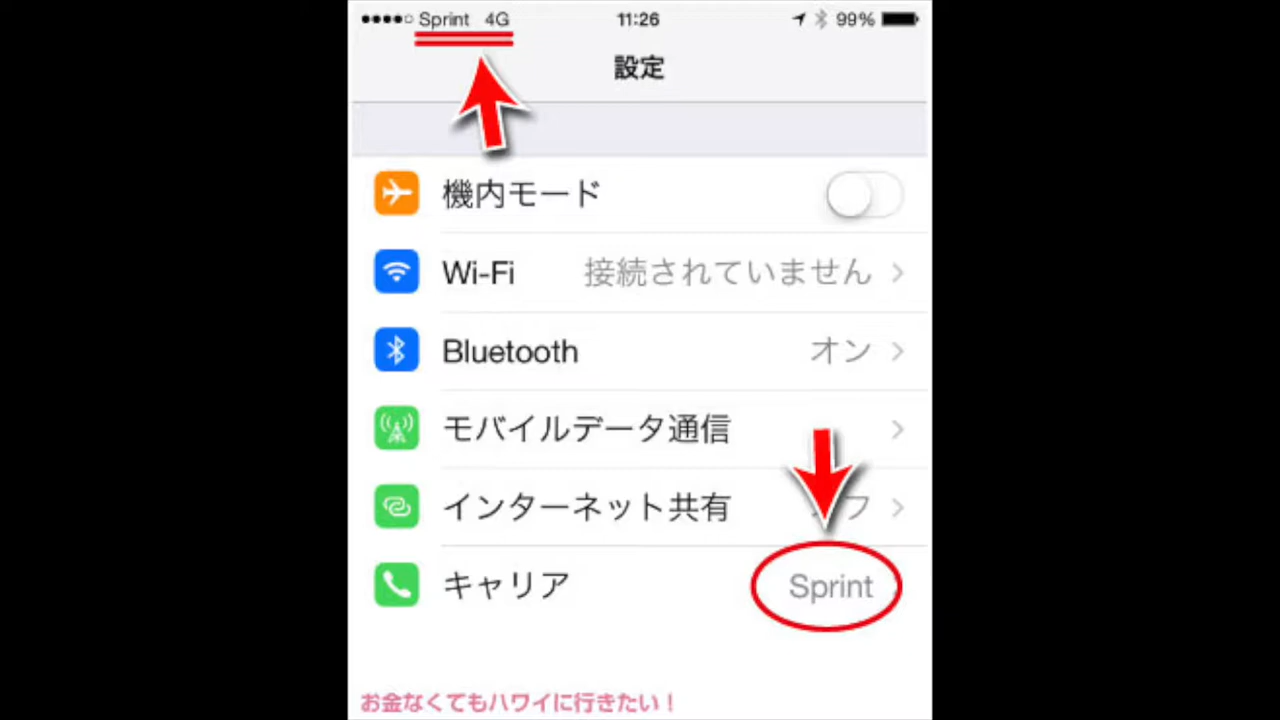 Sprint 4G 11:26 99%
設定
機内モード
Wi-Fi 接続されていません
Bluetooth オン
モバイルデータ通信
インターネット共有 フ
キャリア Sprint
お金なくてもハワイに行きたい！